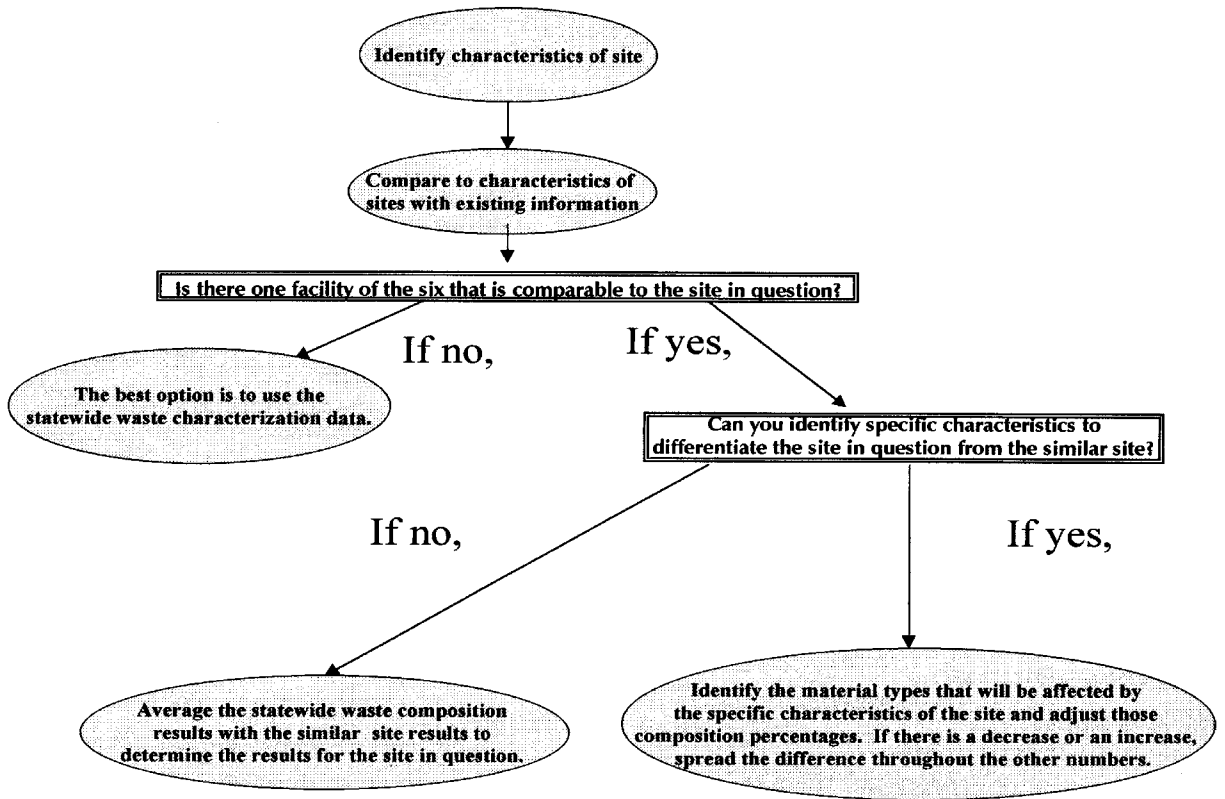 Identify characteristics of site
Compare to characteristics of
sites with existing information
Is there one facility of the six that is comparable to the site in question?
If no,
If yes,
The best option is to use the
statewide waste characterization data.
Can you identify specific characteristics to
differentiate the site in question from the similar site?
If no,
If yes,
Average the statewide waste composition
results with the similar site results to
determine the results for the site in question.
Identify the material types that will be affected by
the specific characteristics of the site and adjust those
composition percentages. If there is a decrease or an increase,
spread the difference throughout the other numbers.